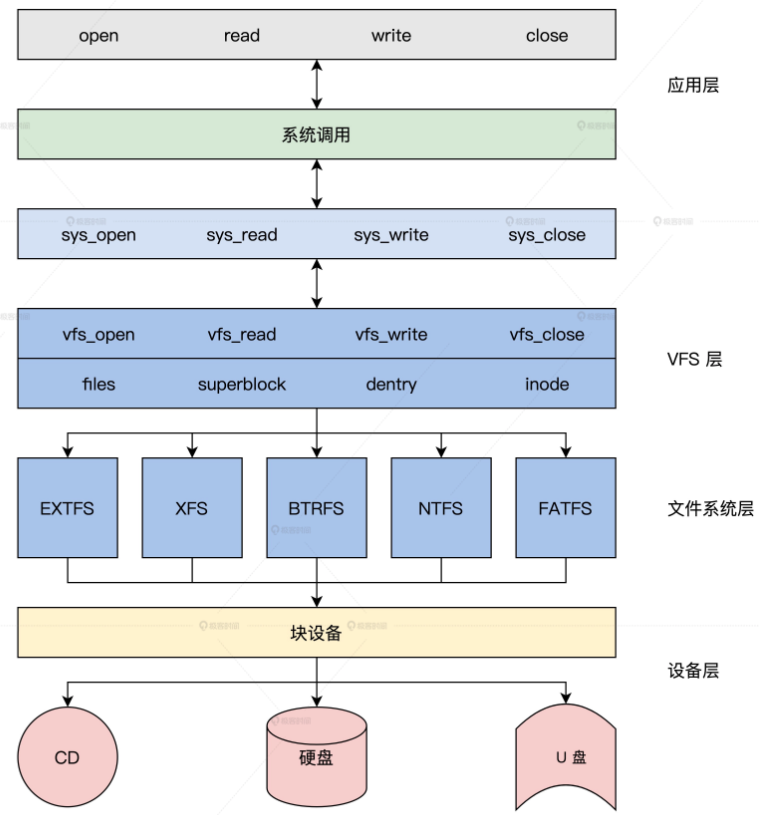 open read write close
应用层
系统调用
sys_open sys_read sys_write sys_close
vfs_open vfs_read vfs_write vfs_close
VFS 层
files superblock dentry inode
EXTFS XFS BTRFS NTFS FATFS
文件系统层
块设备
设备层
CD 硬盘 U 盘